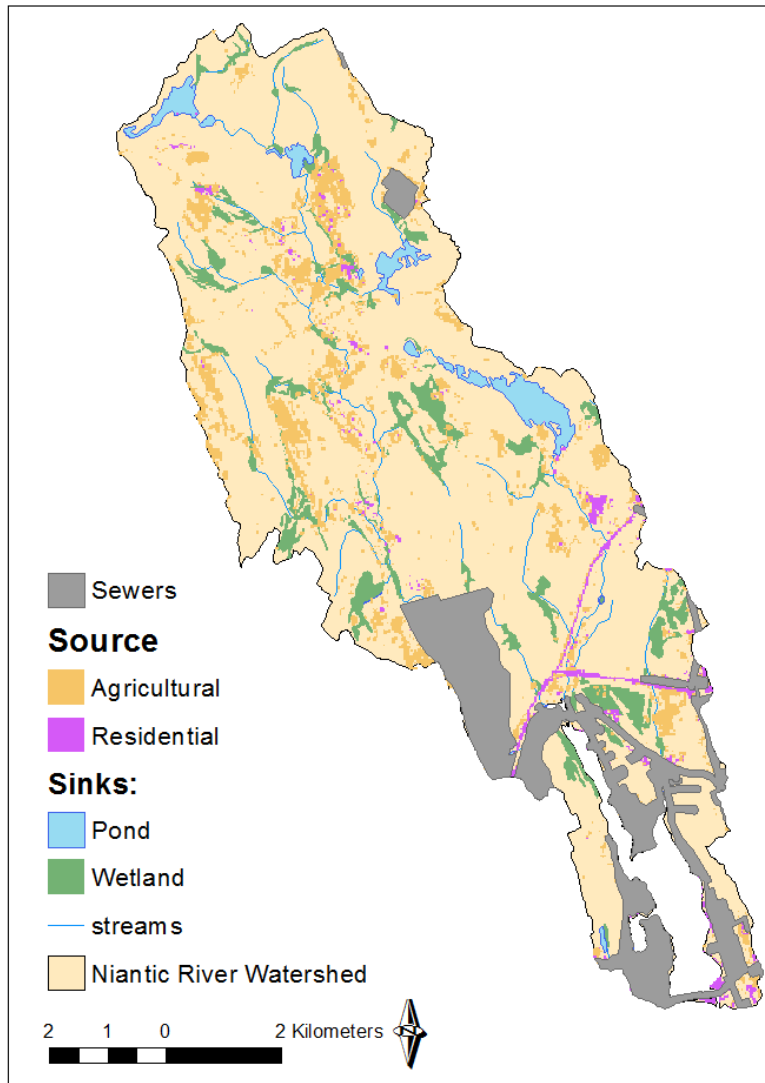 Sewers
Source
Agricultural
Residential
Sinks:
Pond
Wetland
streams
Niantic River Watershed
2 1 0 2 Kilometers
N